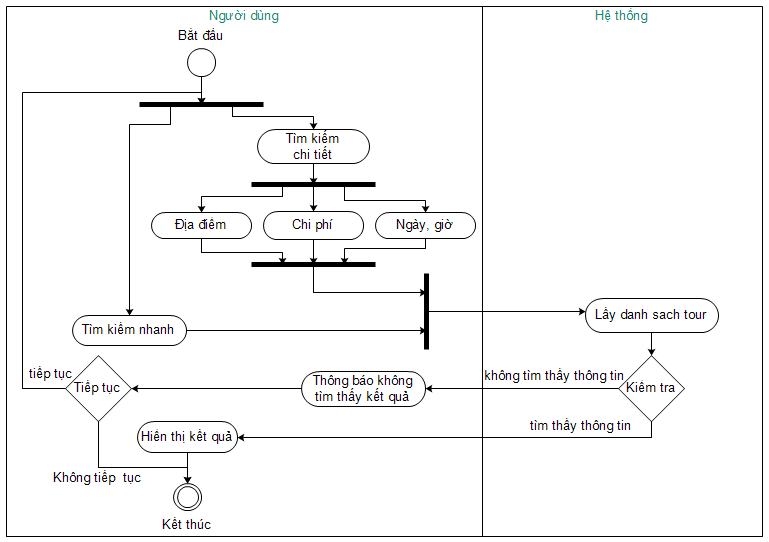 Người dùng
Hệ thống
Bắt đầu
Tìm kiếm
chi tiết
Địa điểm
Chi phí
Ngày, giờ
Tìm kiếm nhanh
Lấy danh sach tour
tiếp tục
Tiếp tục
Thông báo không
tìm thấy kết quả
không tìm thấy thông tin
Kiểm tra
Hiên thị kết quả
tìm thấy thông tin
Không tiếp tục
Kết thúc